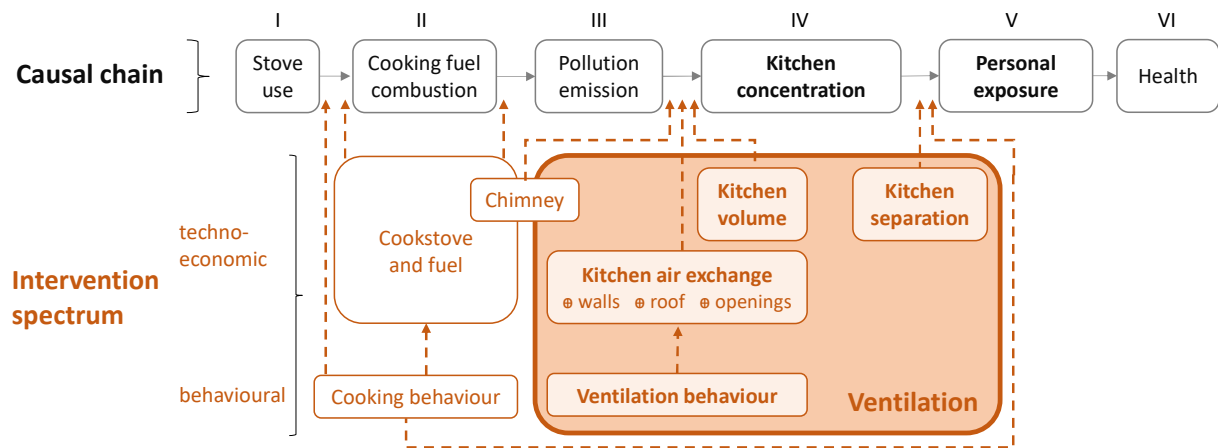 I II III IV V VI
Causal chain
Stove
use
Cooking fuel
combustion
Pollution
emission
Kitchen
concentration
Personal
exposure
Health
Intervention
spectrum
techno-
economic
behavioural
Cookstove
and fuel
Chimney
Kitchen
volume
Kitchen
separation
Kitchen air exchange
⊕ walls ⊕ roof ⊕ openings
Cooking behaviour
Ventilation behaviour
Ventilation